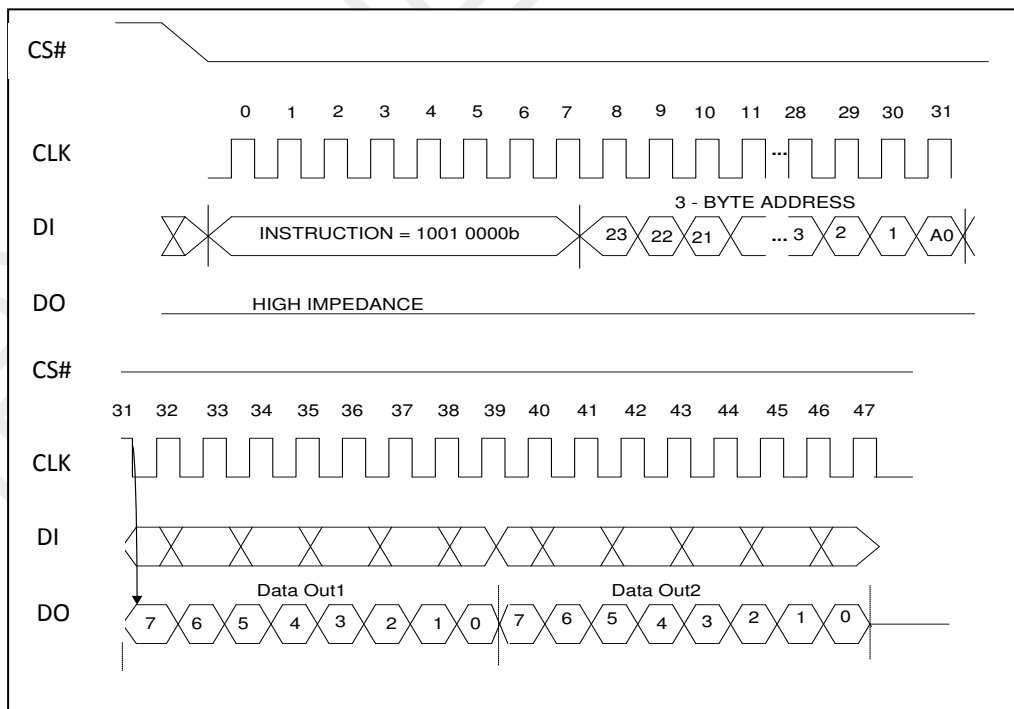 CS#
0 1 2 3 4 5 6 7 8 9 10 11 28 29 30 31
CLK
...
3 - BYTE ADDRESS
DI
INSTRUCTION = 1001 0000b
23 22 21 ... 3 2 1 A0
DO
HIGH IMPEDANCE
CS#
31 32 33 34 35 36 37 38 39 40 41 42 43 44 45 46 47
CLK
DI
Data Out1 Data Out2
DO
7 6 5 4 3 2 1 0 7 6 5 4 3 2 1 0